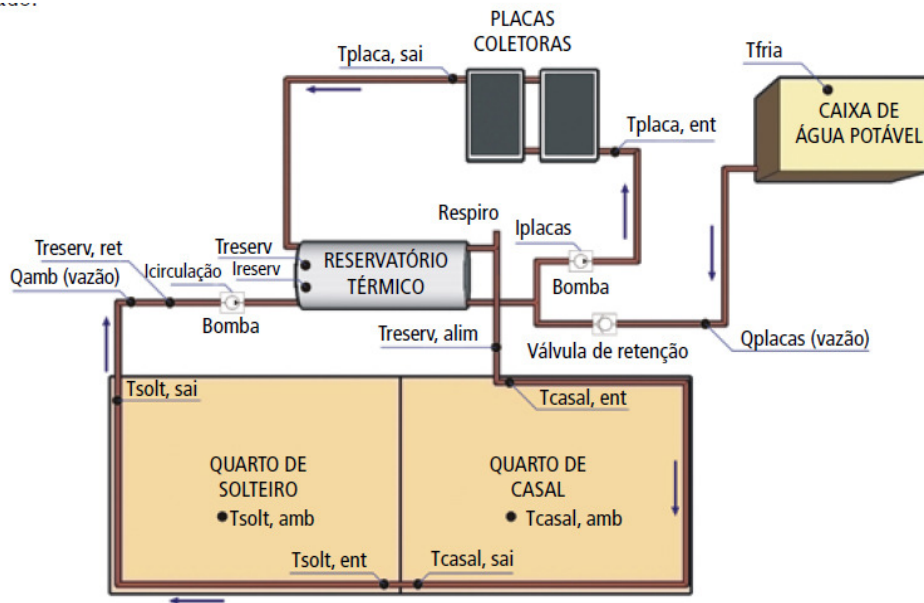 PLACAS
COLETORAS
Tplaca, sai
Tfria
CAIXA DE
ÁGUA POTÁVEL
Tplaca, ent
Respiro
Iplacas
Treserv, ret
Treserv
RESERVATÓRIO
TÉRMICO
Qamb (vazão)
Icirculação
Ireserv
Bomba
Bomba
Treserv, alim
Válvula de retenção
Qplacas (vazão)
Tsolt, sai
Tcasal, ent
QUARTO DE
SOLTEIRO
QUARTO DE
CASAL
Tsolt, amb
Tcasal, amb
Tsolt, ent
Tcasal, sai